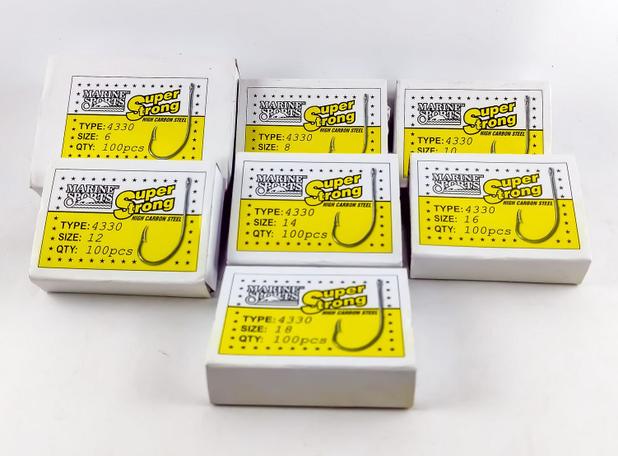 MARINE
SPORTS
Super
Strong
HIGH CARBON STEEL
TYPE: 4330
SIZE: 6
QTY: 100pcs
MARINE
SPORTS
Super
Strong
HIGH CARBON STEEL
TYPE: 4330
SIZE: 8
MARINE
SPORTS
Super
Strong
HIGH CARBON STEEL
TYPE: 4330
SIZE: 10
MARINE
SPORTS
Super
Strong
HIGH CARBON STEEL
TYPE: 4330
SIZE: 12
QTY: 100pcs
MARINE
SPORTS
Super
Strong
HIGH CARBON STEEL
TYPE: 4330
SIZE: 14
QTY: 100pcs
MARINE
SPORTS
Super
Strong
HIGH CARBON STEEL
TYPE: 4330
SIZE: 16
QTY: 100pcs
MARINE
SPORTS
Super
Strong
HIGH CARBON STEEL
TYPE: 4330
SIZE: 18
QTY: 100pcs